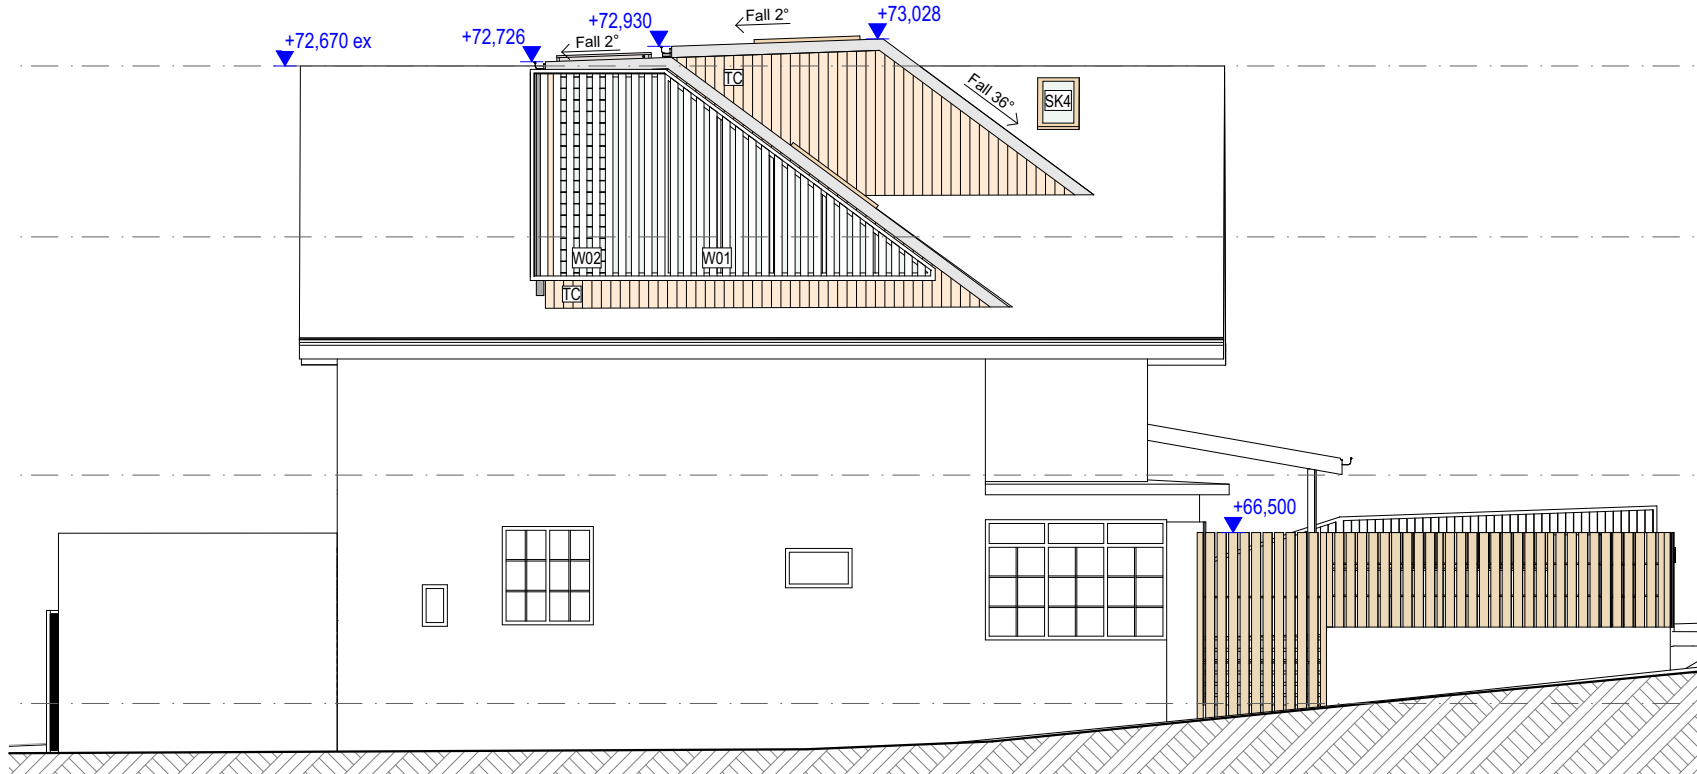 +72,670 ex
+72,726
Fall 2°
+72,930
Fall 2°
+73,028
TC
Fall 36°
SK4
W02
W01
TC
+66,500